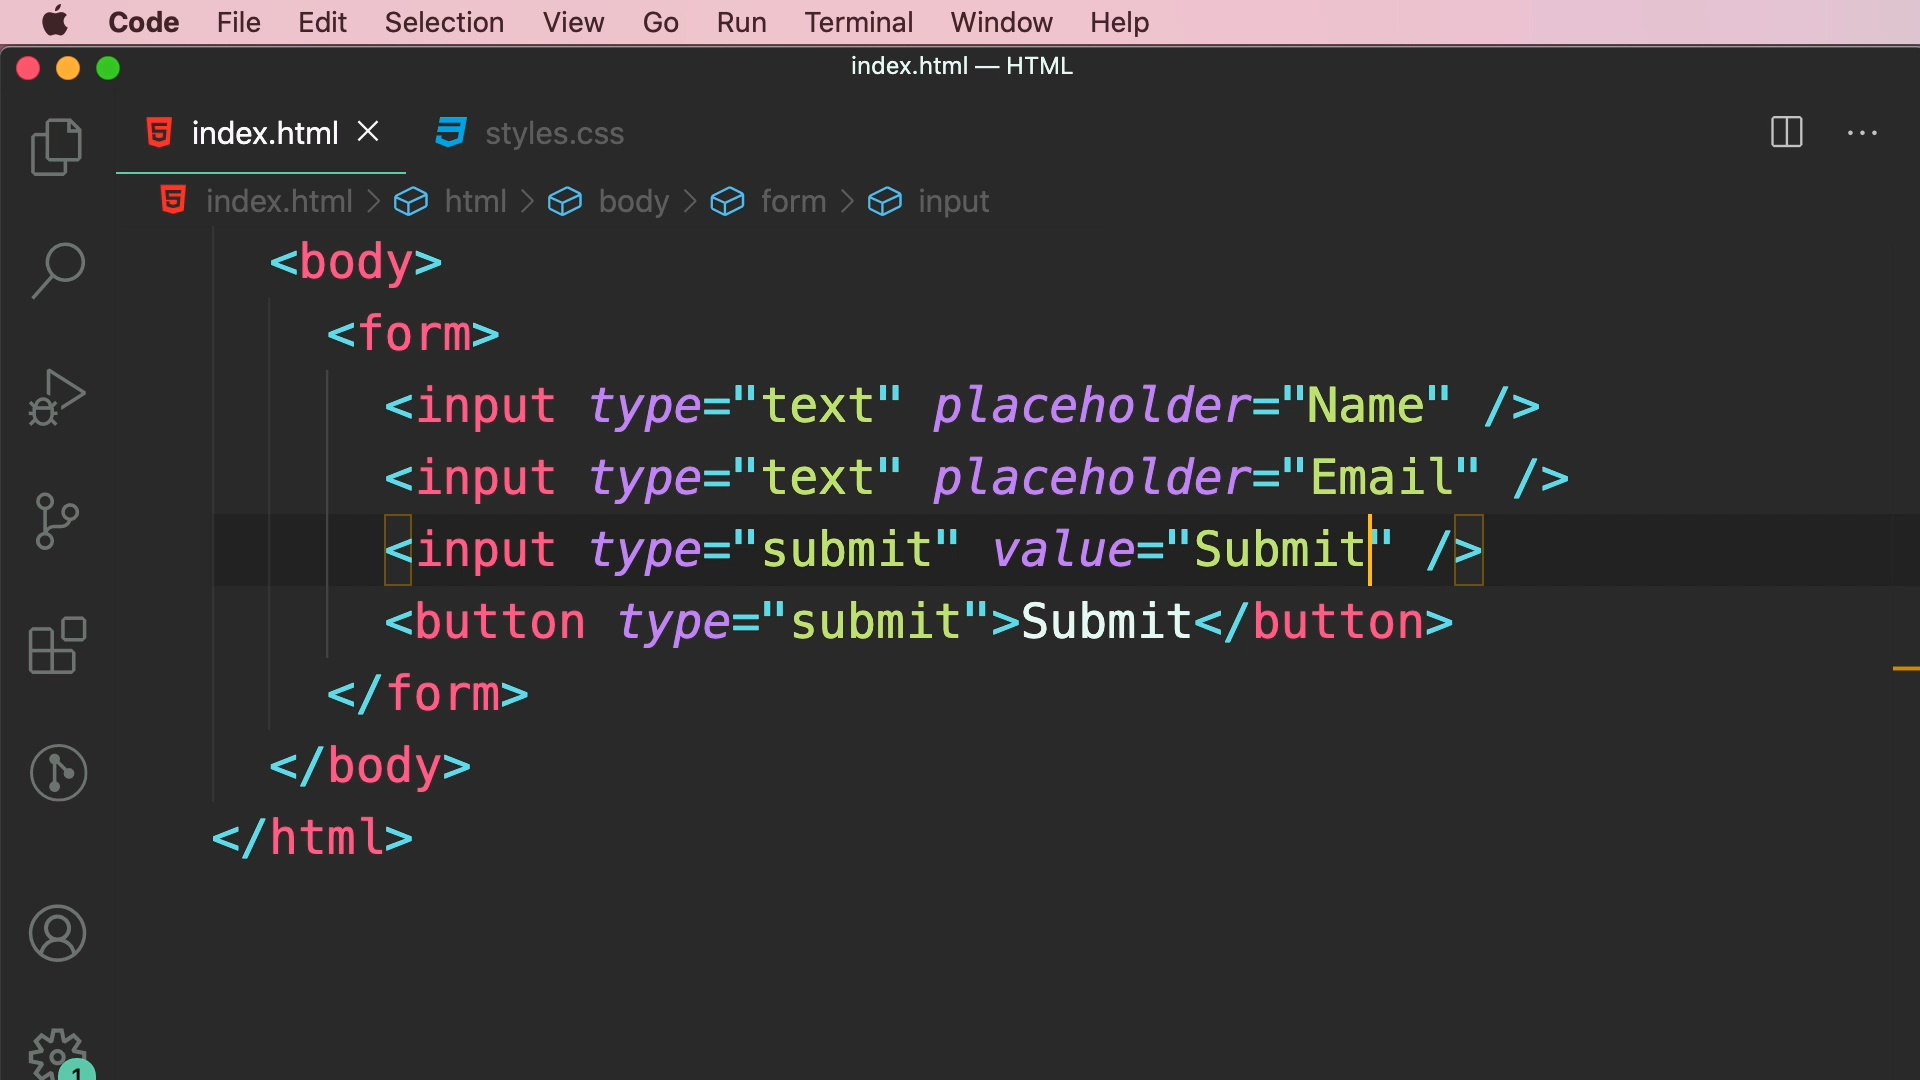 Code File Edit Selection View Go Run Terminal Window Help
index.html — HTML
index.html styles.css
index.html > html > body > form > input
<body>
<form>
<input type="text" placeholder="Name" />
<input type="text" placeholder="Email" />
<input type="submit" value="Submit" />
<button type="submit">Submit</button>
</form>
</body>
</html>
1